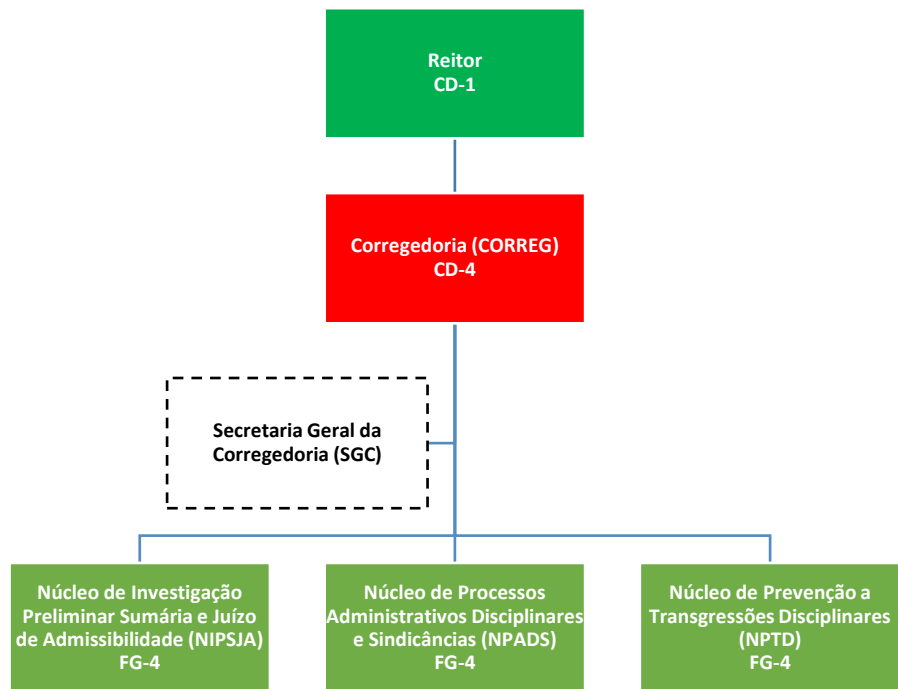 Reitor
CD-1
Corregedoria (CORREG)
CD-4
Secretaria Geral da
Corregedoria (SGC)
Núcleo de Investigação
Preliminar Sumária e Juízo
de Admissibilidade (NIPSJA)
FG-4
Núcleo de Processos
Administrativos Disciplinares
e Sindicâncias (NPADS)
FG-4
Núcleo de Prevenção a
Transgressões Disciplinares
(NPTD)
FG-4